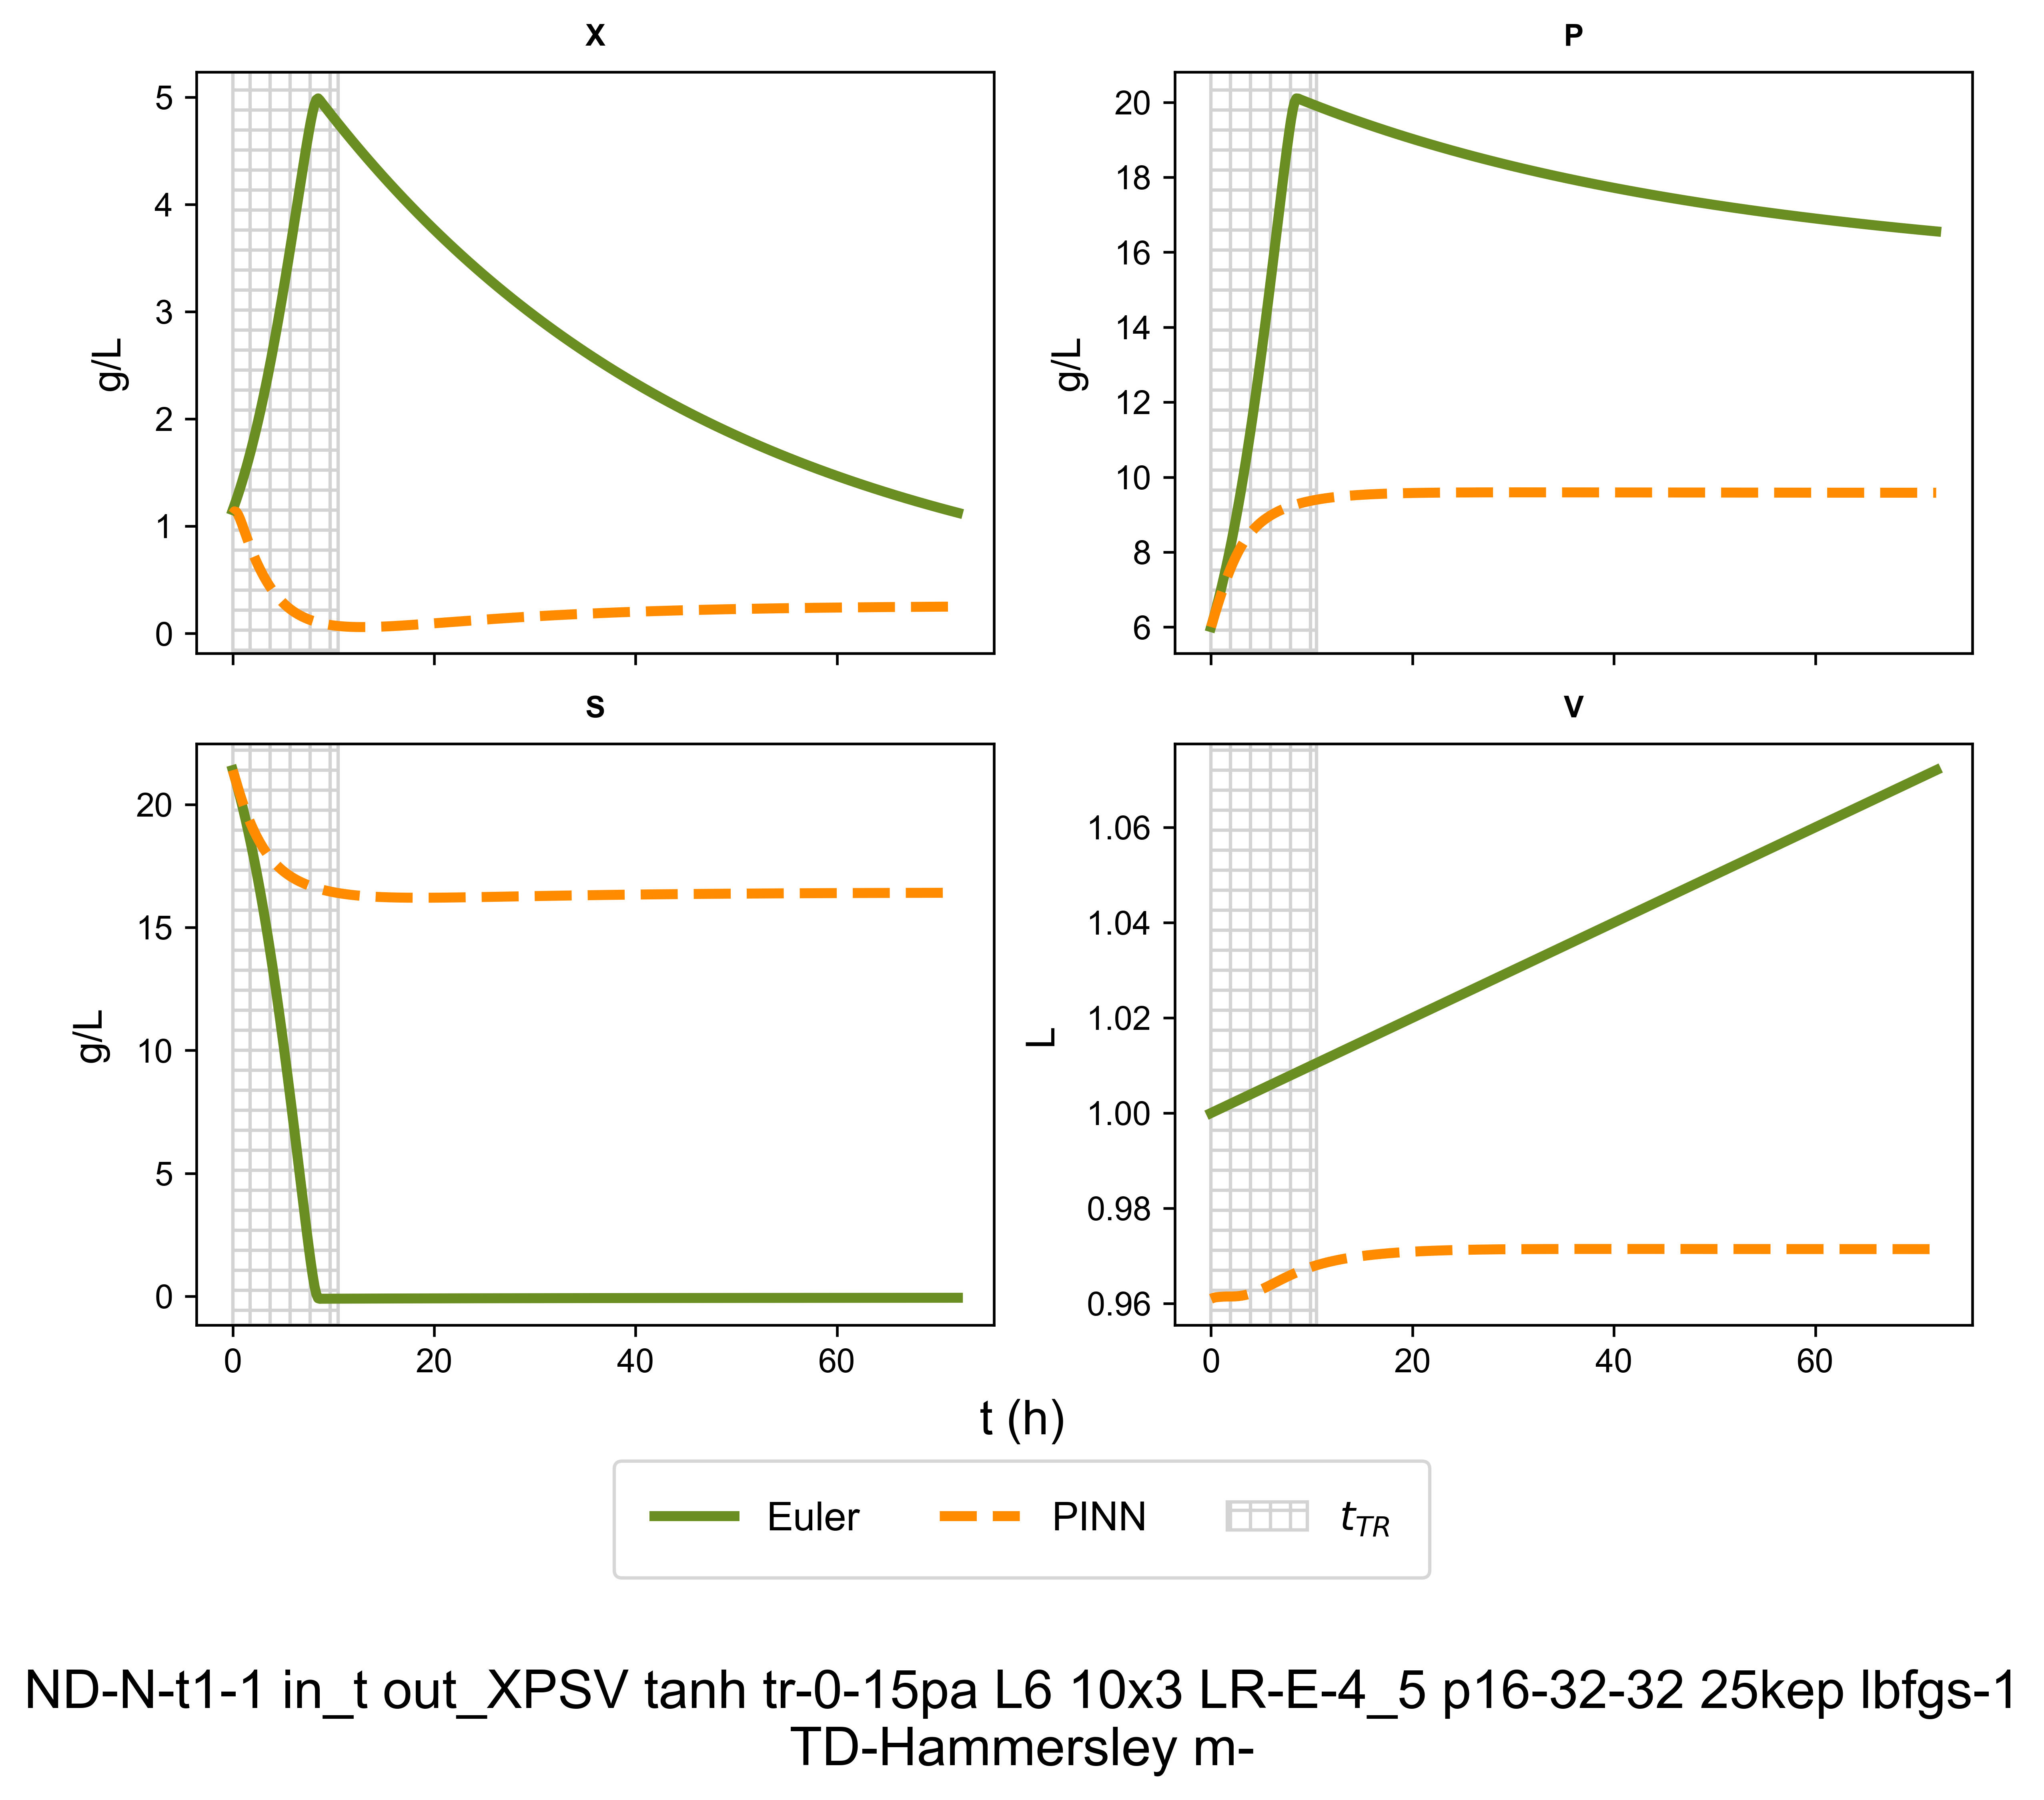 X
P
5
4
3
2
1
0
g/L
20
18
16
14
12
10
8
6
g/L
S
V
20
15
10
5
0
g/L
1.06
1.04
1.02
1.00
0.98
0.96
L
0 20 40 60
0 20 40 60
t (h)
Euler PINN t_{TR}
ND-N-t1-1 in_t out_XPSV tanh tr-0-15pa L6 10x3 LR-E-4_5 p16-32-32 25kep lbfgs-1
TD-Hammersley m-